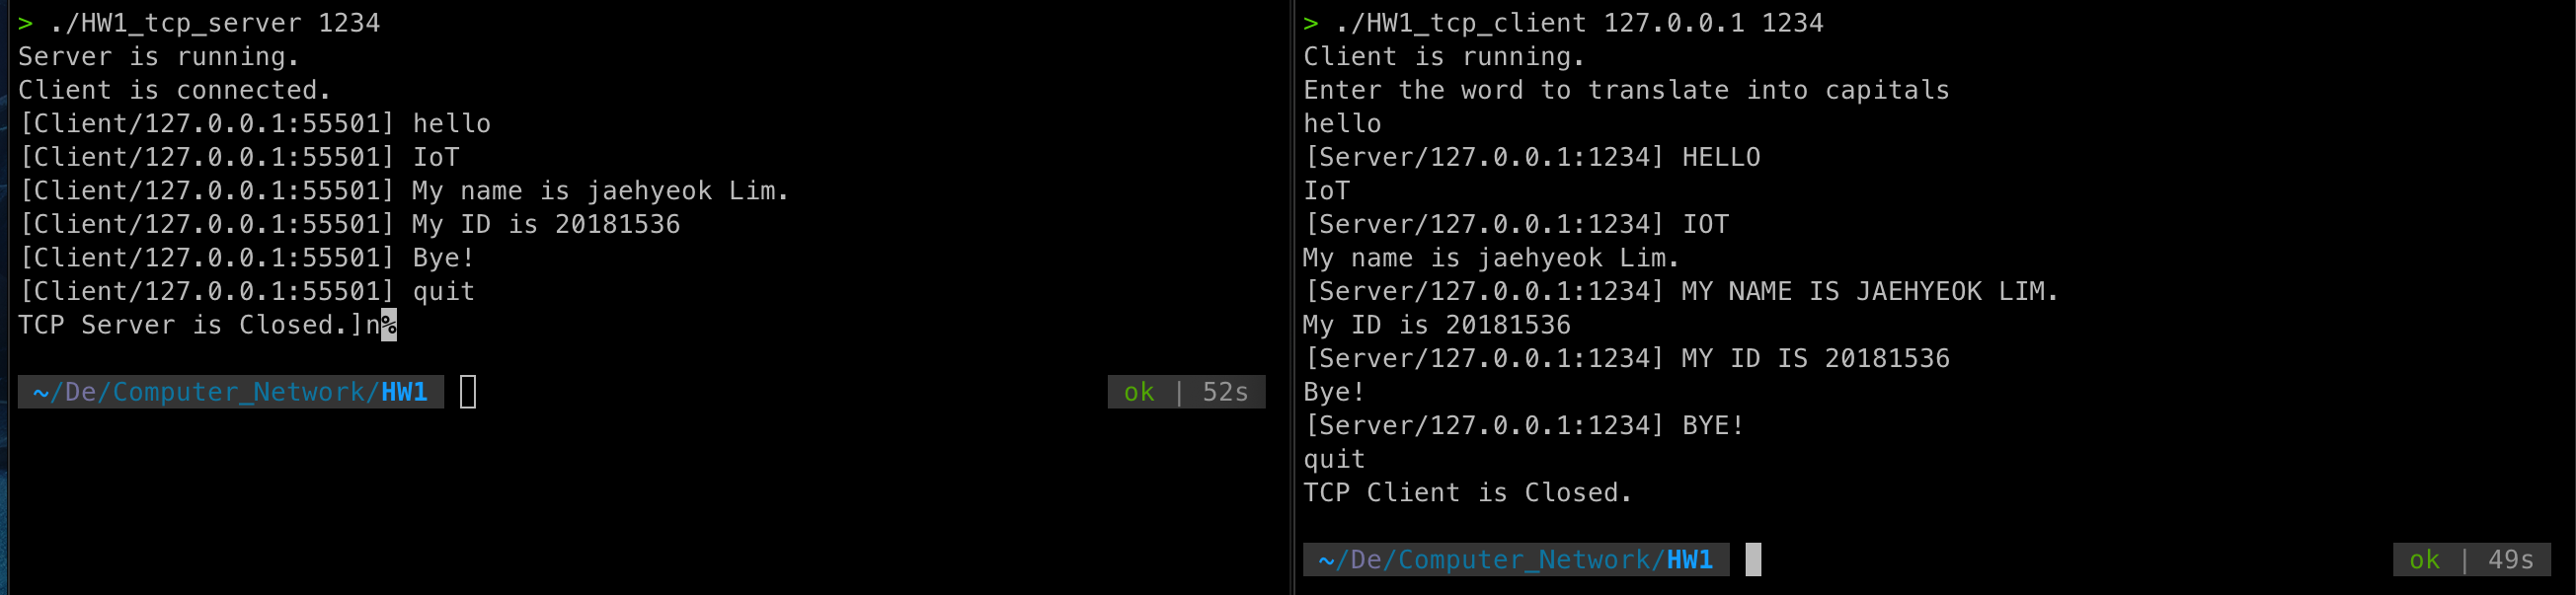 > ./HW1_tcp_server 1234
Server is running.
Client is connected.
[Client/127.0.0.1:55501] hello
[Client/127.0.0.1:55501] IoT
[Client/127.0.0.1:55501] My name is jaehyeok Lim.
[Client/127.0.0.1:55501] My ID is 20181536
[Client/127.0.0.1:55501] Bye!
[Client/127.0.0.1:55501] quit
TCP Server is Closed.]n%
~/De/Computer_Network/HW1
ok | 52s
> ./HW1_tcp_client 127.0.0.1 1234
Client is running.
Enter the word to translate into capitals
hello
[Server/127.0.0.1:1234] HELLO
IoT
[Server/127.0.0.1:1234] IOT
My name is jaehyeok Lim.
[Server/127.0.0.1:1234] MY NAME IS JAEHYEOK LIM.
My ID is 20181536
[Server/127.0.0.1:1234] MY ID IS 20181536
Bye!
[Server/127.0.0.1:1234] BYE!
quit
TCP Client is Closed.
~/De/Computer_Network/HW1
ok | 49s